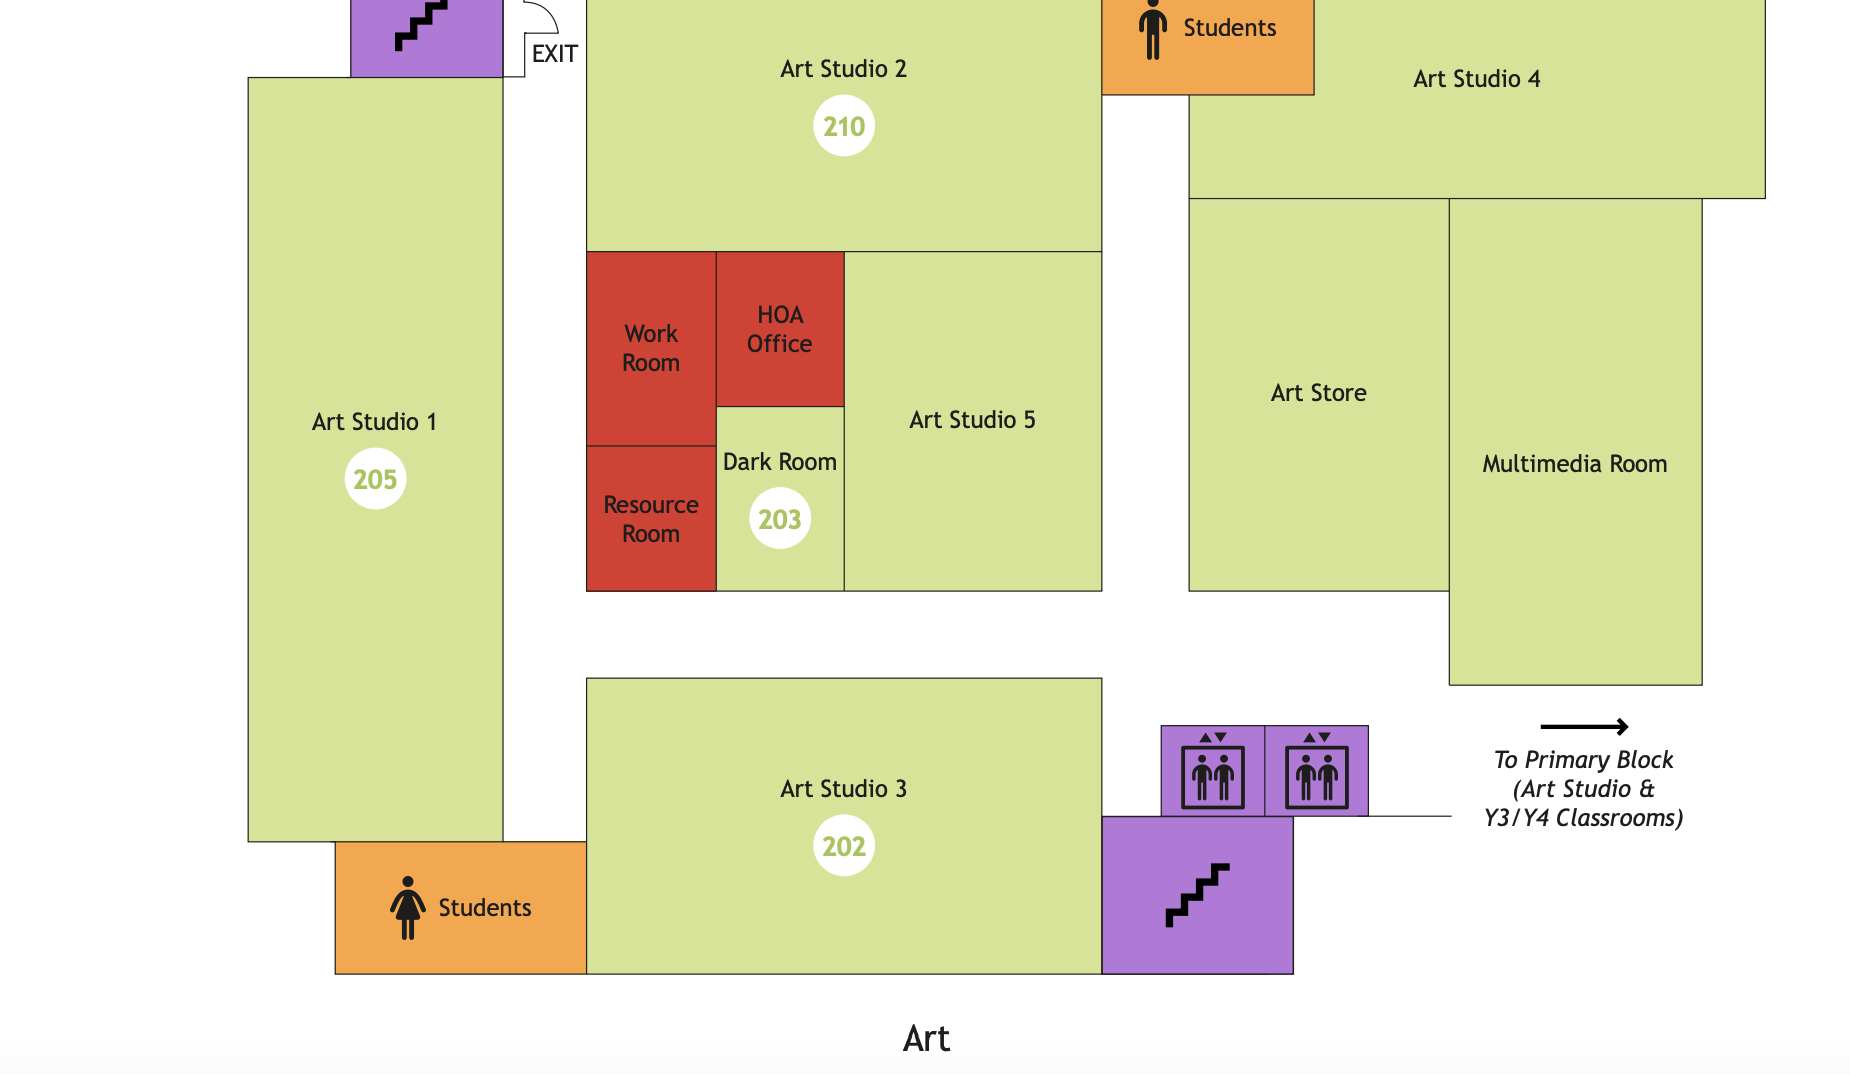 Students
EXIT
Art Studio 2
210
Art Studio 4
Work
Room
HOA
Office
Art Studio 1
205
Art Studio 5
Dark Room
203
Resource
Room
Art Store
Multimedia Room
Art Studio 3
202
To Primary Block
(Art Studio &
Y3/Y4 Classrooms)
Students
Art